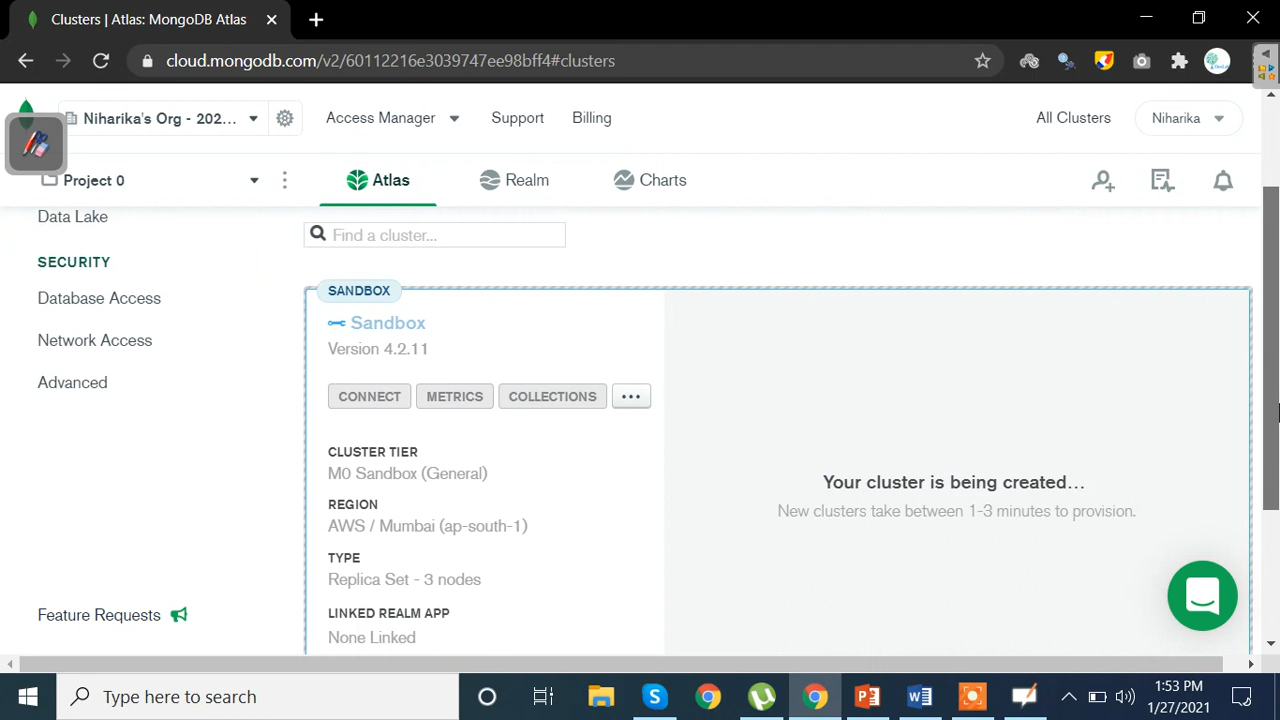 Clusters | Atlas: MongoDB Atlas
cloud.mongodb.com/v2/60112216e3039747ee98bff4#clusters
Niharika's Org - 202... Access Manager Support Billing All Clusters Niharika
Project 0 Atlas Realm Charts
Data Lake
Find a cluster...
SECURITY
Database Access
Network Access
Advanced
Feature Requests
SANDBOX
Sandbox
Version 4.2.11
CONNECT METRICS COLLECTIONS ...
CLUSTER TIER
M0 Sandbox (General)
REGION
AWS / Mumbai (ap-south-1)
TYPE
Replica Set - 3 nodes
LINKED REALM APP
None Linked
Your cluster is being created...
New clusters take between 1-3 minutes to provision.
Type here to search
1:53 PM
1/27/2021